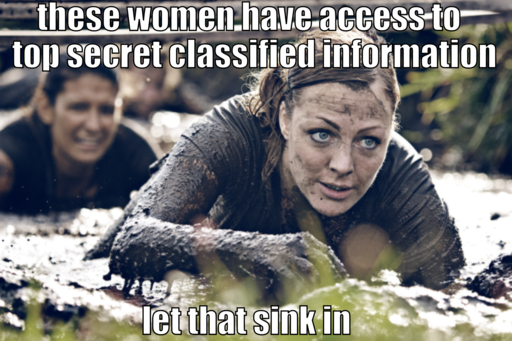 these women have access to
top secret classified information
let that sink in